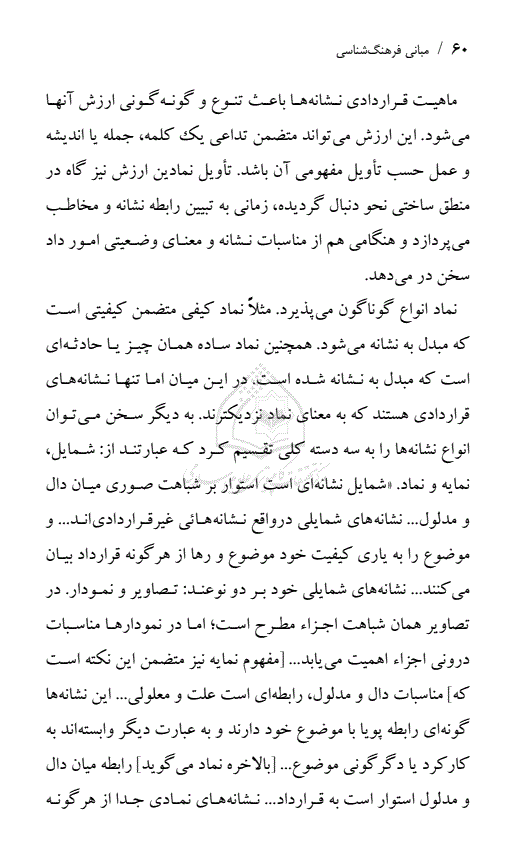 ۶۰ / مبانی فرهنگ‌شناسی
ماهیت قراردادی نشانه‌ها باعث تنوع و گونه‌گونی ارزش آنها
می‌شود. این ارزش می‌تواند متضمن تداعی یک کلمه، جمله یا اندیشه
و عمل حسب تأویل مفهومی آن باشد. تأویل نمادین ارزش نیز گاه در
منطق ساختی نحو دنبال گردیده، زمانی به تبیین رابطه نشانه و مخاطب
می‌پردازد و هنگامی هم از مناسبات نشانه و معنای وضعیتی امور داد
سخن در می‌دهد.
نماد انواع گوناگون می‌پذیرد. مثلاً نماد کیفی متضمن کیفیتی است
که مبدل به نشانه می‌شود. همچنین نماد ساده همان چیز یا حادثه‌ای
است که مبدل به نشانه شده است. در این میان اما تنها نشانه‌های
قراردادی هستند که به معنای نماد نزدیکترند. به دیگر سخن می‌توان
انواع نشانه‌ها را به سه دسته کلی تقسیم کرد که عبارتند از: شمایل،
نمایه و نماد. «شمایل نشانه‌ای است استوار بر شباهت صوری میان دال
و مدلول... نشانه‌های شمایلی درواقع نشانه‌هائی غیرقراردادی‌اند... و
موضوع را به یاری کیفیت خود موضوع و رها از هرگونه قرارداد بیان
می‌کنند... نشانه‌های شمایلی خود بر دو نوعند: تصاویر و نمودار. در
تصاویر همان شباهت اجزاء مطرح است؛ اما در نمودارها مناسبات
درونی اجزاء اهمیت می‌یابد... [مفهوم نمایه نیز متضمن این نکته است
که] مناسبات دال و مدلول، رابطه‌ای است علت و معلولی... این نشانه‌ها
گونه‌ای رابطه پویا با موضوع خود دارند و به عبارت دیگر وابسته‌اند به
کارکرد یا دگرگونی موضوع... [بالاخره نماد می‌گوید] رابطه میان دال
و مدلول استوار است به قرارداد... نشانه‌های نمادی جدا از هرگونه